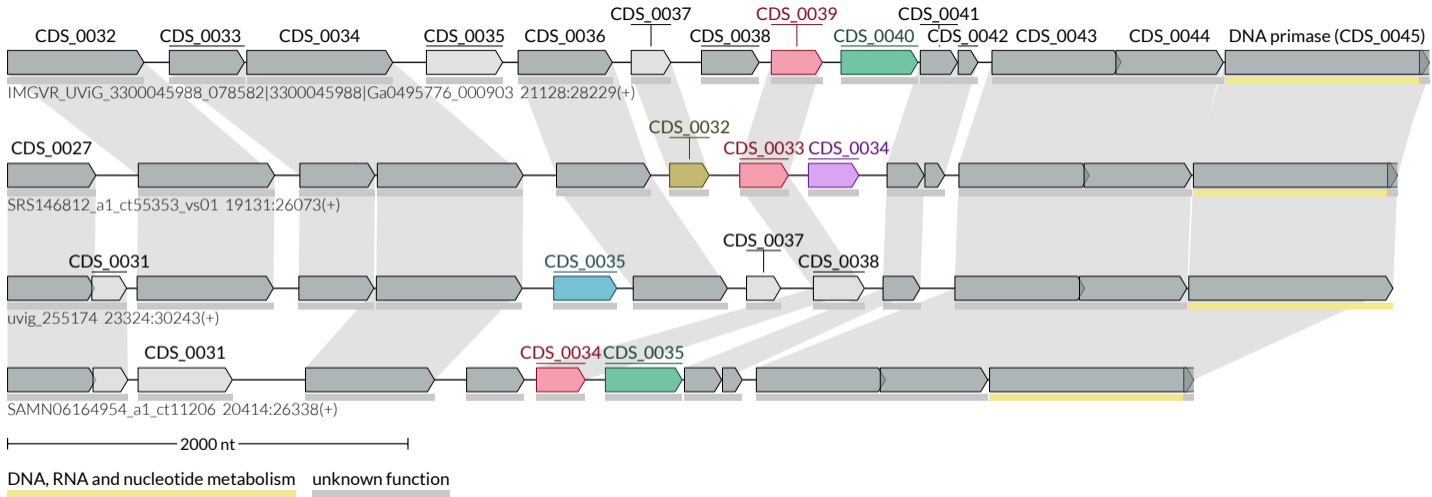 CDS_0037 CDS_0039 CDS_0041
CDS_0032 CDS_0033 CDS_0034 CDS_0035 CDS_0036 CDS_0038 CDS_0040 CDS_0042 CDS_0043 CDS_0044 DNA primase (CDS_0045)
IMGVR_UViG_3300045988_078582|3300045988|Ga0495776_000903 21128:28229(+)
CDS_0032
CDS_0027 CDS_0033 CDS_0034
SRS146812_a1_ct55353_vs01 19131:26073(+)
CDS_0037
CDS_0031 CDS_0035 CDS_0038
uvig_255174 23324:30243(+)
CDS_0031 CDS_0034 CDS_0035
SAMN06164954_a1_ct11206 20414:26338(+)
2000 nt
DNA, RNA and nucleotide metabolism unknown function